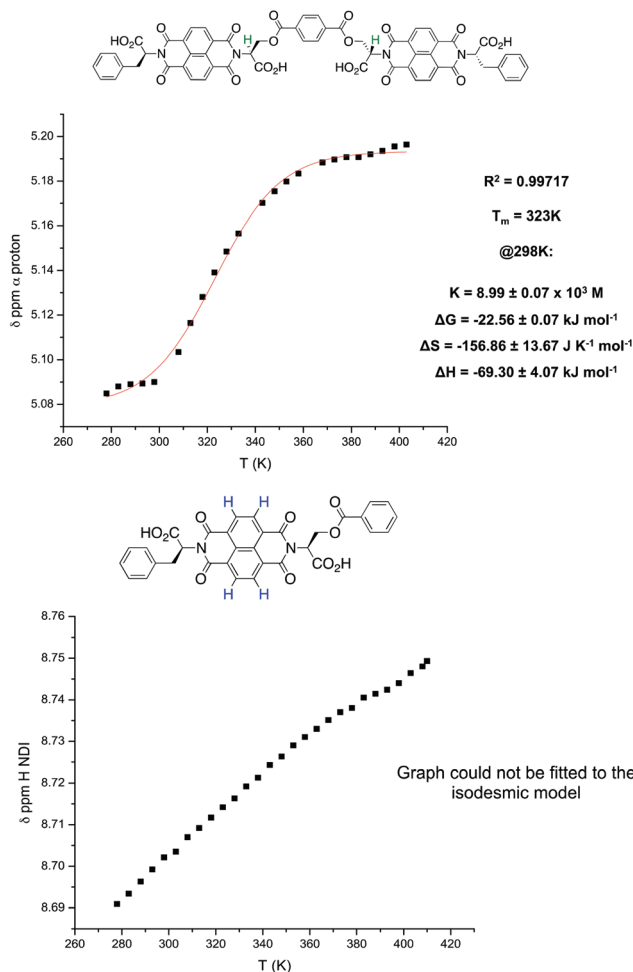 O O O O O O O O
HO2C H H CO2H
N N N N
CO2H HO2C
O O O O
5.20
5.18
5.16
5.14
5.12
5.10
5.08
δ ppm α proton
260 280 300 320 340 360 380 400 420
T (K)
R² = 0.99717
Tm = 323K
@298K:
K = 8.99 ± 0.07 x 10³ M
ΔG = -22.56 ± 0.07 kJ mol⁻¹
ΔS = -156.86 ± 13.67 J K⁻¹ mol⁻¹
ΔH = -69.30 ± 4.07 kJ mol⁻¹
H H
HO2C O O O
N N O
O O CO2H
H H
8.76
8.75
8.74
8.73
8.72
8.71
8.70
8.69
δ ppm H NDI
260 280 300 320 340 360 380 400 420
T (K)
Graph could not be fitted to the
isodesmic model